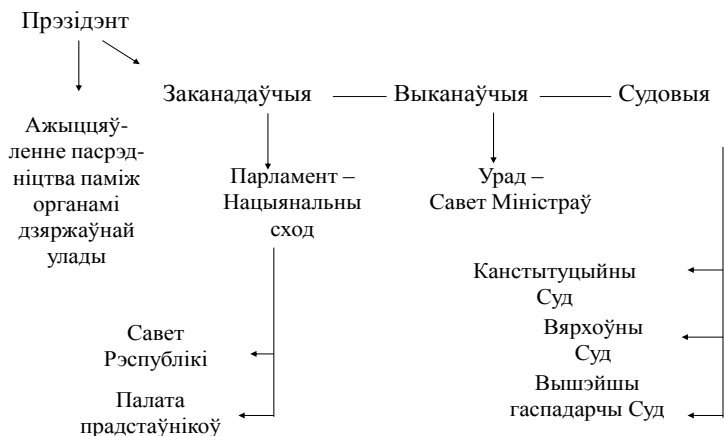 Прэзідэнт
Заканадаўчыя
Выканаўчыя
Судовыя
Ажыццяў-
ленне пасрэд-
ніцтва паміж
органамі
дзяржаўнай
улады
Парламент –
Нацыянальны
сход
Урад –
Савет Міністраў
Савет
Рэспублікі
Палата
прадстаўнікоў
Канстытуцыйны
Суд
Вярхоўны
Суд
Вышэйшы
гаспадарчы Суд